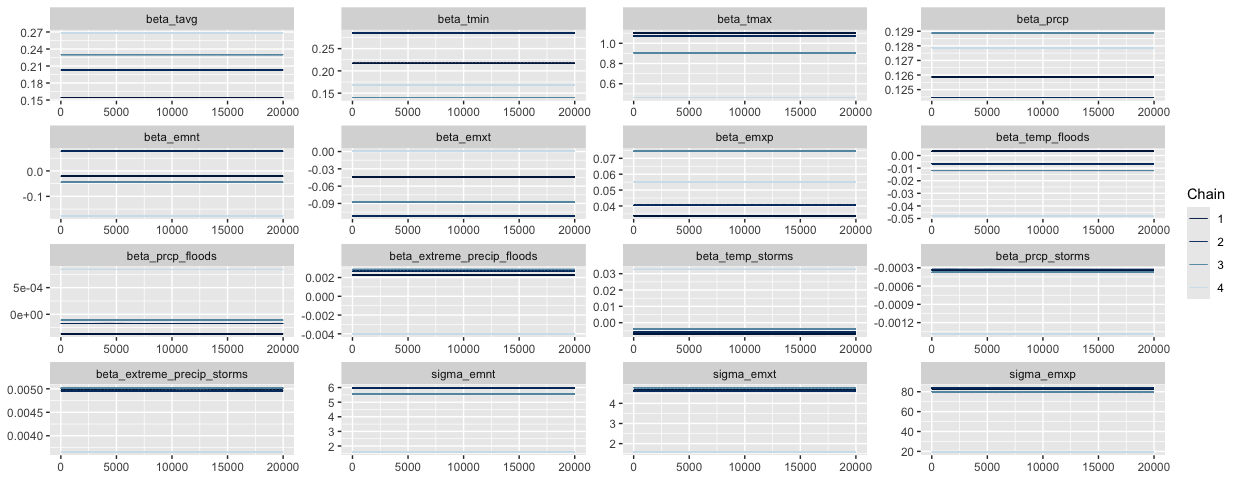 beta_tavg
beta_tmin
beta_tmax
beta_prcp
0.27
0.24
0.21
0.18
0.15
0 5000 10000 15000 20000
0.25
0.20
0.15
0 5000 10000 15000 20000
1.0
0.8
0.6
0 5000 10000 15000 20000
0.129
0.128
0.126
0.125
0 5000 10000 15000 20000
beta_emnt
beta_emxt
beta_emxp
beta_temp_floods
0.0
-0.1
0 5000 10000 15000 20000
0.00
-0.03
-0.06
-0.09
0 5000 10000 15000 20000
0.07
0.06
0.05
0.04
0 5000 10000 15000 20000
0.00
-0.01
-0.02
-0.03
-0.04
-0.05
0 5000 10000 15000 20000
Chain
1
2
3
4
beta_prcp_floods
beta_extreme_precip_floods
beta_temp_storms
beta_prcp_storms
5e-04
0e+00
0 5000 10000 15000 20000
0.002
0.000
-0.002
-0.004
0 5000 10000 15000 20000
0.03
0.02
0.01
0.00
0 5000 10000 15000 20000
-0.0003
-0.0006
-0.0009
-0.0012
0 5000 10000 15000 20000
beta_extreme_precip_storms
sigma_emnt
sigma_emxt
sigma_emxp
0.0050
0.0045
0.0040
0 5000 10000 15000 20000
6
5
4
3
2
0 5000 10000 15000 20000
4
3
2
0 5000 10000 15000 20000
80
60
40
20
0 5000 10000 15000 20000